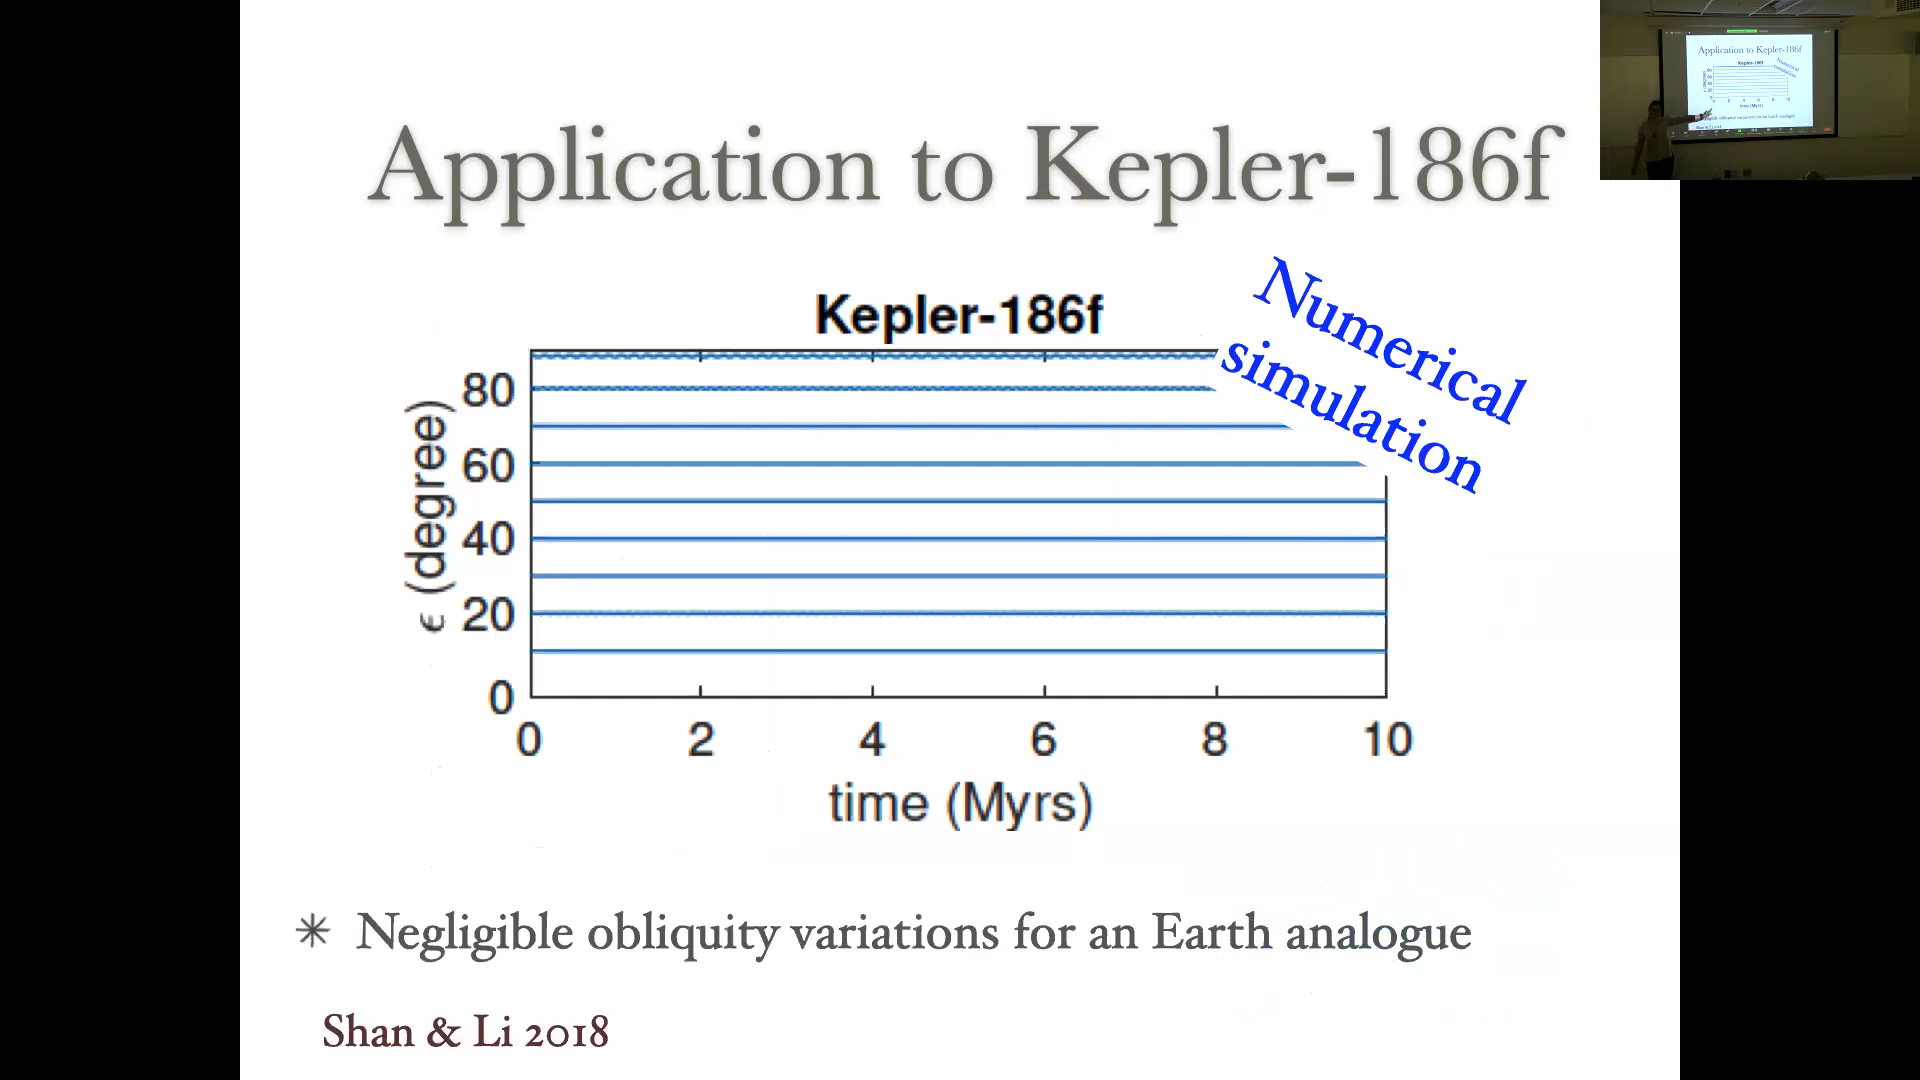 Application to Kepler-186f
Numerical
simulation
Kepler-186f
ϵ (degree)
80
60
40
20
0
0 2 4 6 8 10
time (Myrs)
✳ Negligible obliquity variations for an Earth analogue
Shan & Li 2018